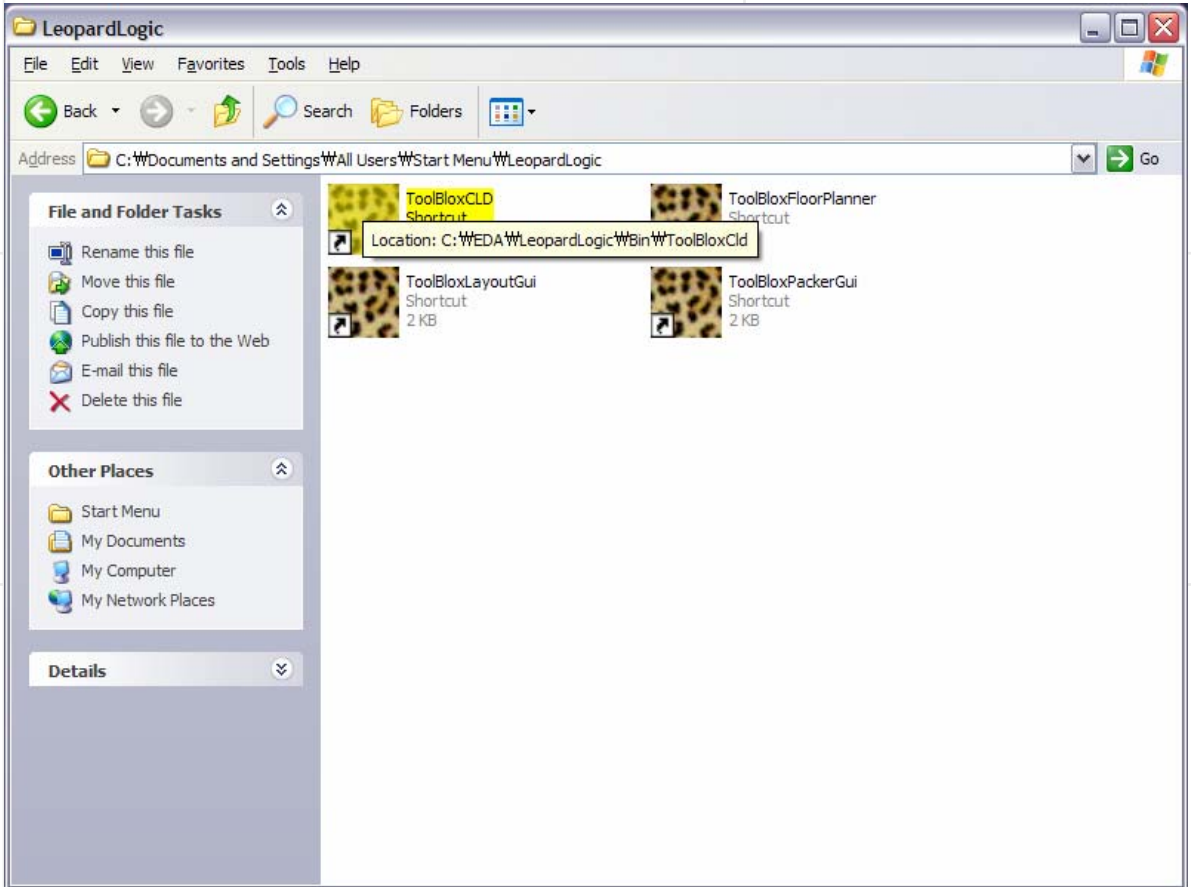 LeopardLogic
File Edit View Favorites Tools Help
Back Search Folders
Address C:₩Documents and Settings₩All Users₩Start Menu₩LeopardLogic Go
File and Folder Tasks
Rename this file
Move this file
Copy this file
Publish this file to the Web
E-mail this file
Delete this file
Other Places
Start Menu
My Documents
My Computer
My Network Places
Details
ToolBloxCLD
Shortcut
ToolBloxFloorPlanner
Shortcut
Location: C:₩EDA₩LeopardLogic₩Bin₩ToolBloxCld
ToolBloxLayoutGui
Shortcut
2 KB
ToolBloxPackerGui
Shortcut
2 KB